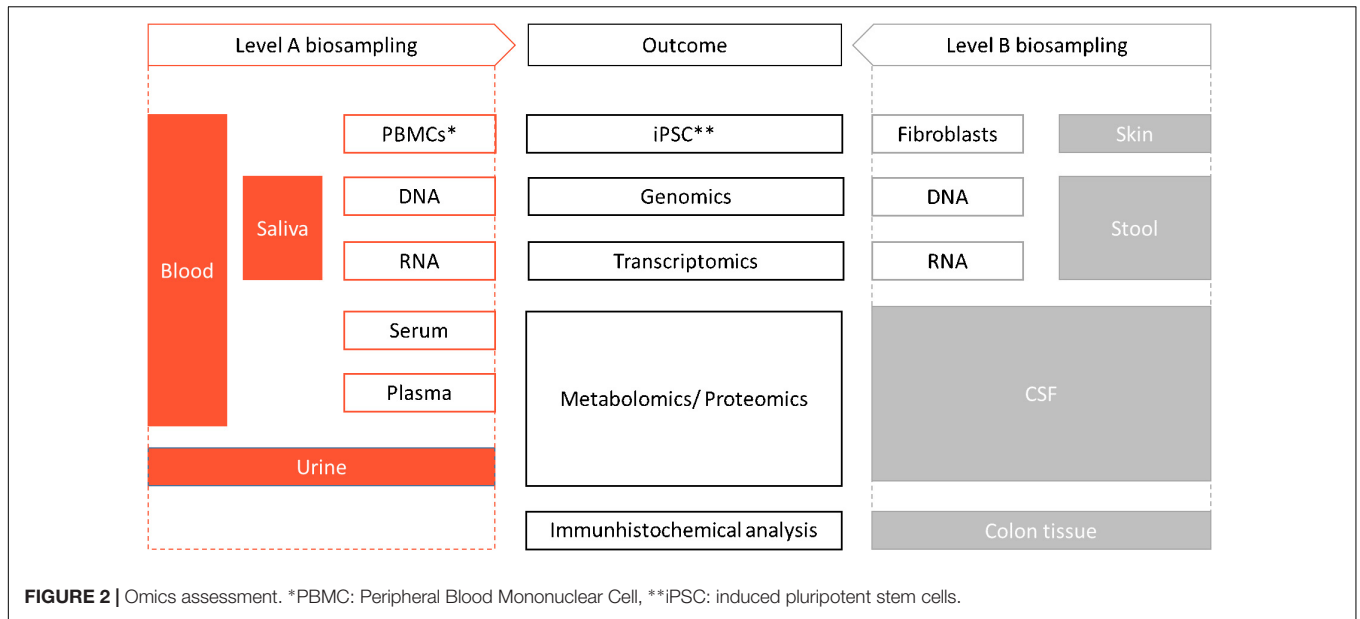 Level A biosampling
Outcome
Level B biosampling
PBMCs*
iPSC**
Fibroblasts
Skin
DNA
Genomics
DNA
Saliva
Stool
Blood
RNA
Transcriptomics
RNA
Serum
Plasma
Metabolomics/ Proteomics
CSF
Urine
Immunhistochemical analysis
Colon tissue
FIGURE 2 | Omics assessment. *PBMC: Peripheral Blood Mononuclear Cell, **iPSC: induced pluripotent stem cells.